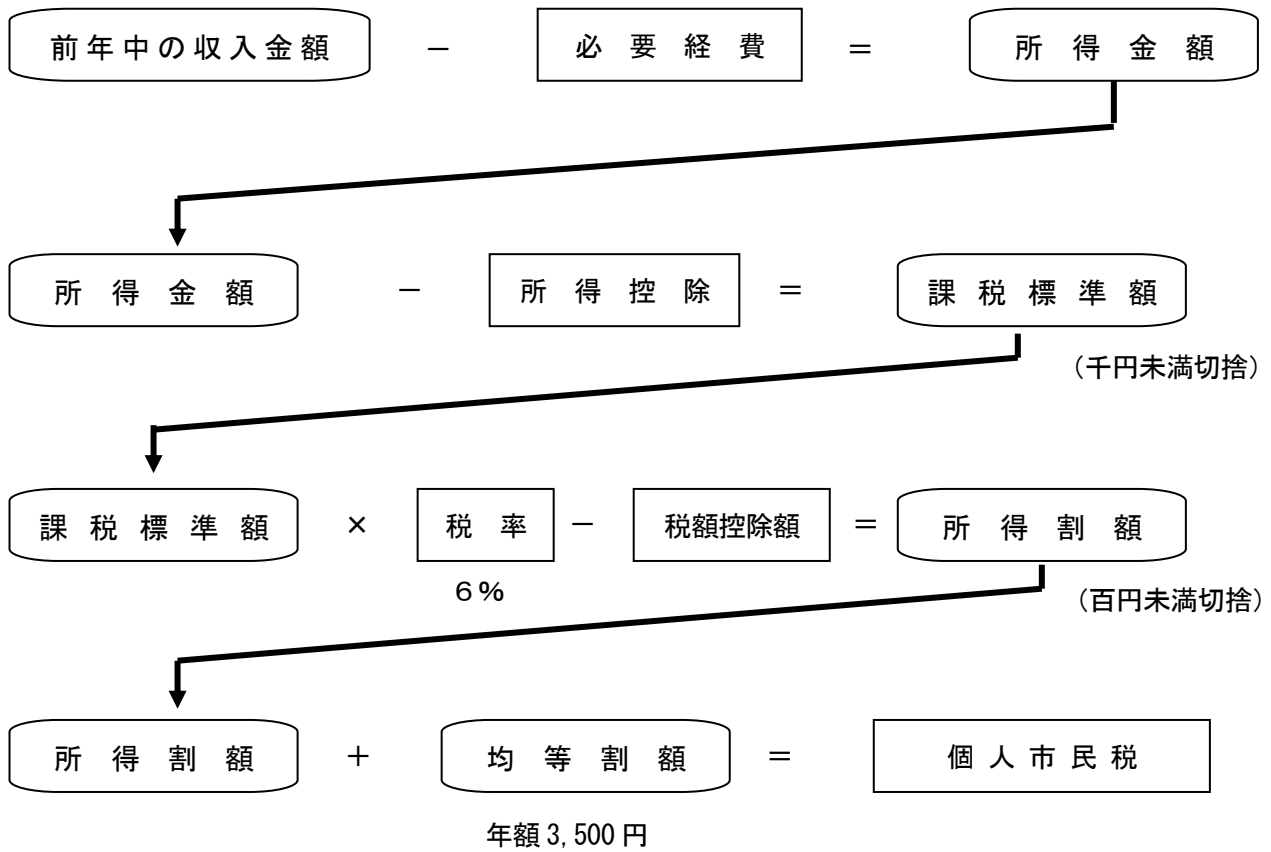 前年中の収入金額 － 必要経費 ＝ 所得金額
所得金額 － 所得控除 ＝ 課税標準額
（千円未満切捨）
課税標準額 × 税率 － 税額控除額 ＝ 所得割額
６％
（百円未満切捨）
所得割額 ＋ 均等割額 ＝ 個人市民税
年額 3,500 円